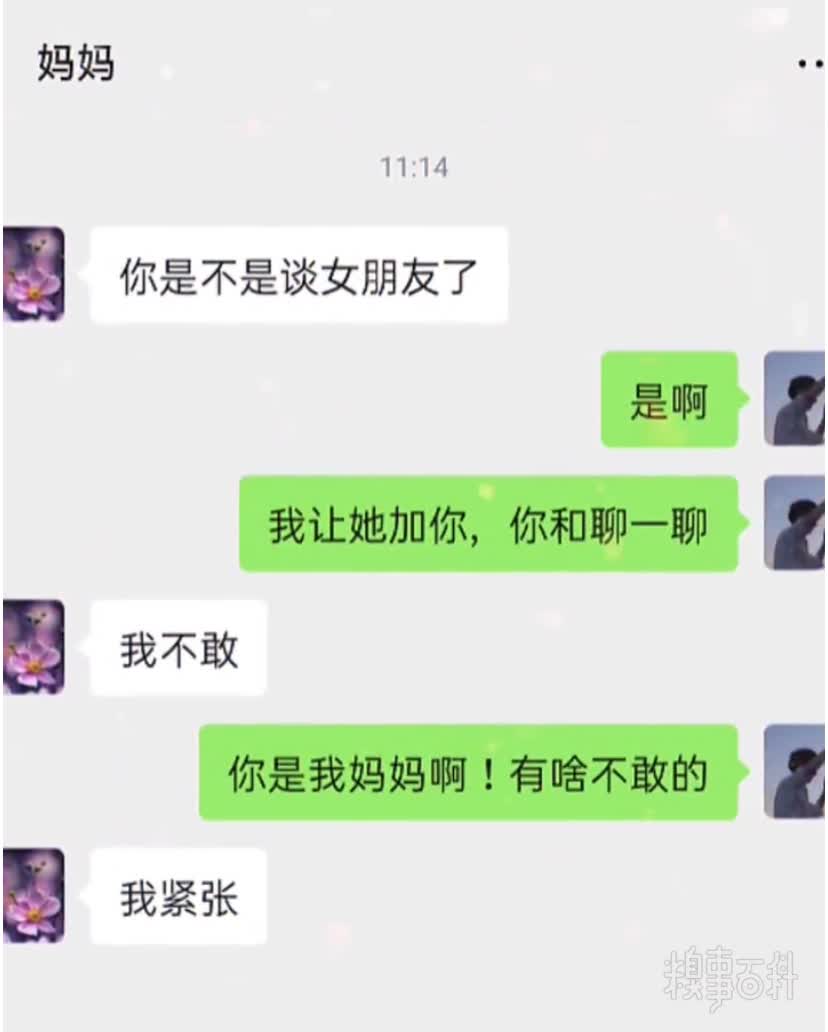 妈妈
11:14
你是不是谈女朋友了
是啊
我让她加你，你和聊一聊
我不敢
你是我妈妈啊！有啥不敢的
我紧张
糗事百科